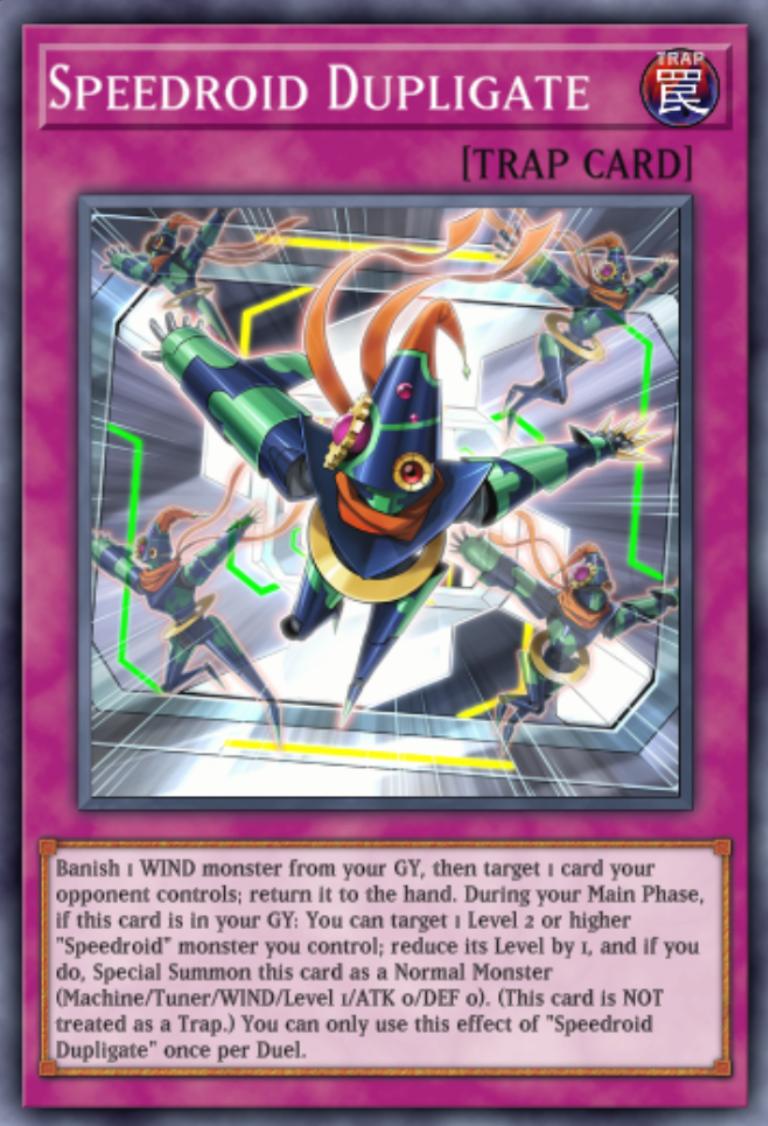 SPEEDROID DUPLIGATE
TRAP
罠
[TRAP CARD]
Banish 1 WIND monster from your GY, then target 1 card your
opponent controls; return it to the hand. During your Main Phase,
if this card is in your GY: You can target 1 Level 2 or higher
"Speedroid" monster you control; reduce its Level by 1, and if you
do, Special Summon this card as a Normal Monster
(Machine/Tuner/WIND/Level 1/ATK 0/DEF 0). (This card is NOT
treated as a Trap.) You can only use this effect of "Speedroid
Dupligate" once per Duel.